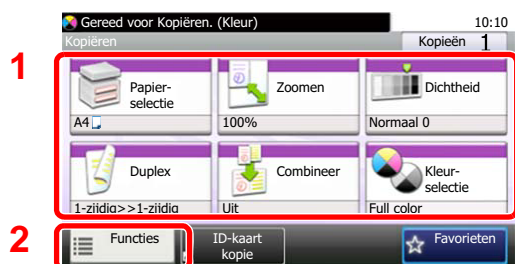 Gereed voor Kopiëren. (Kleur)
10:10
Kopiëren
Kopieën 1
1
Papier-
selectie
A4
Zoomen
100%
Dichtheid
Normaal 0
Duplex
1-zijdig>>1-zijdig
Combineer
Uit
Kleur-
selectie
Full color
2
Functies
ID-kaart
kopie
Favorieten